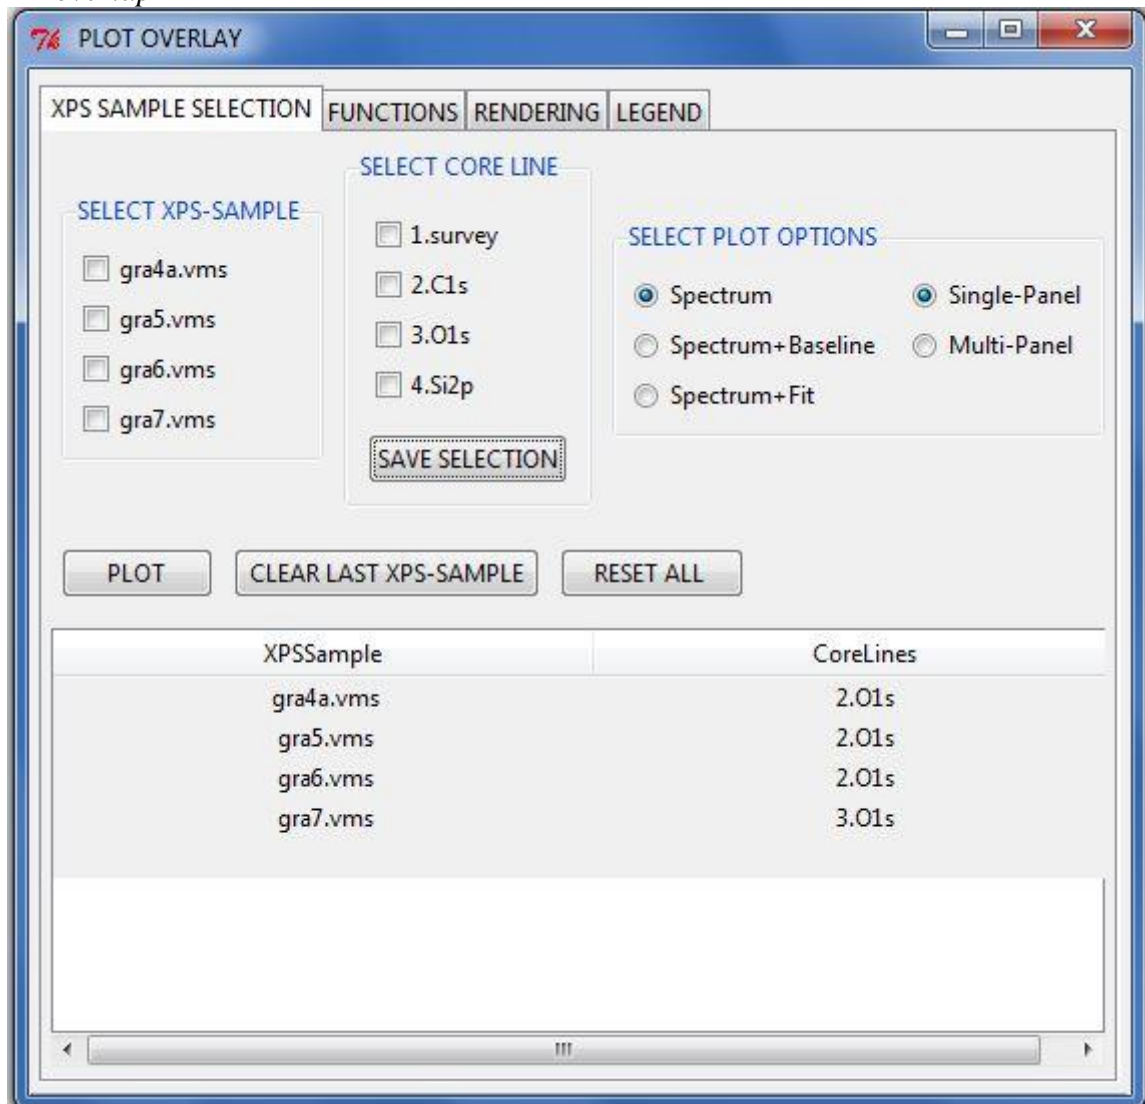 PLOT OVERLAY
XPS SAMPLE SELECTION FUNCTIONS RENDERING LEGEND
SELECT XPS-SAMPLE
gra4a.vms
gra5.vms
gra6.vms
gra7.vms
SELECT CORE LINE
1.survey
2.C1s
3.O1s
4.Si2p
SAVE SELECTION
SELECT PLOT OPTIONS
Spectrum Single-Panel
Spectrum+Baseline Multi-Panel
Spectrum+Fit
PLOT CLEAR LAST XPS-SAMPLE RESET ALL
XPSSample CoreLines
gra4a.vms 2.O1s
gra5.vms 2.O1s
gra6.vms 2.O1s
gra7.vms 3.O1s